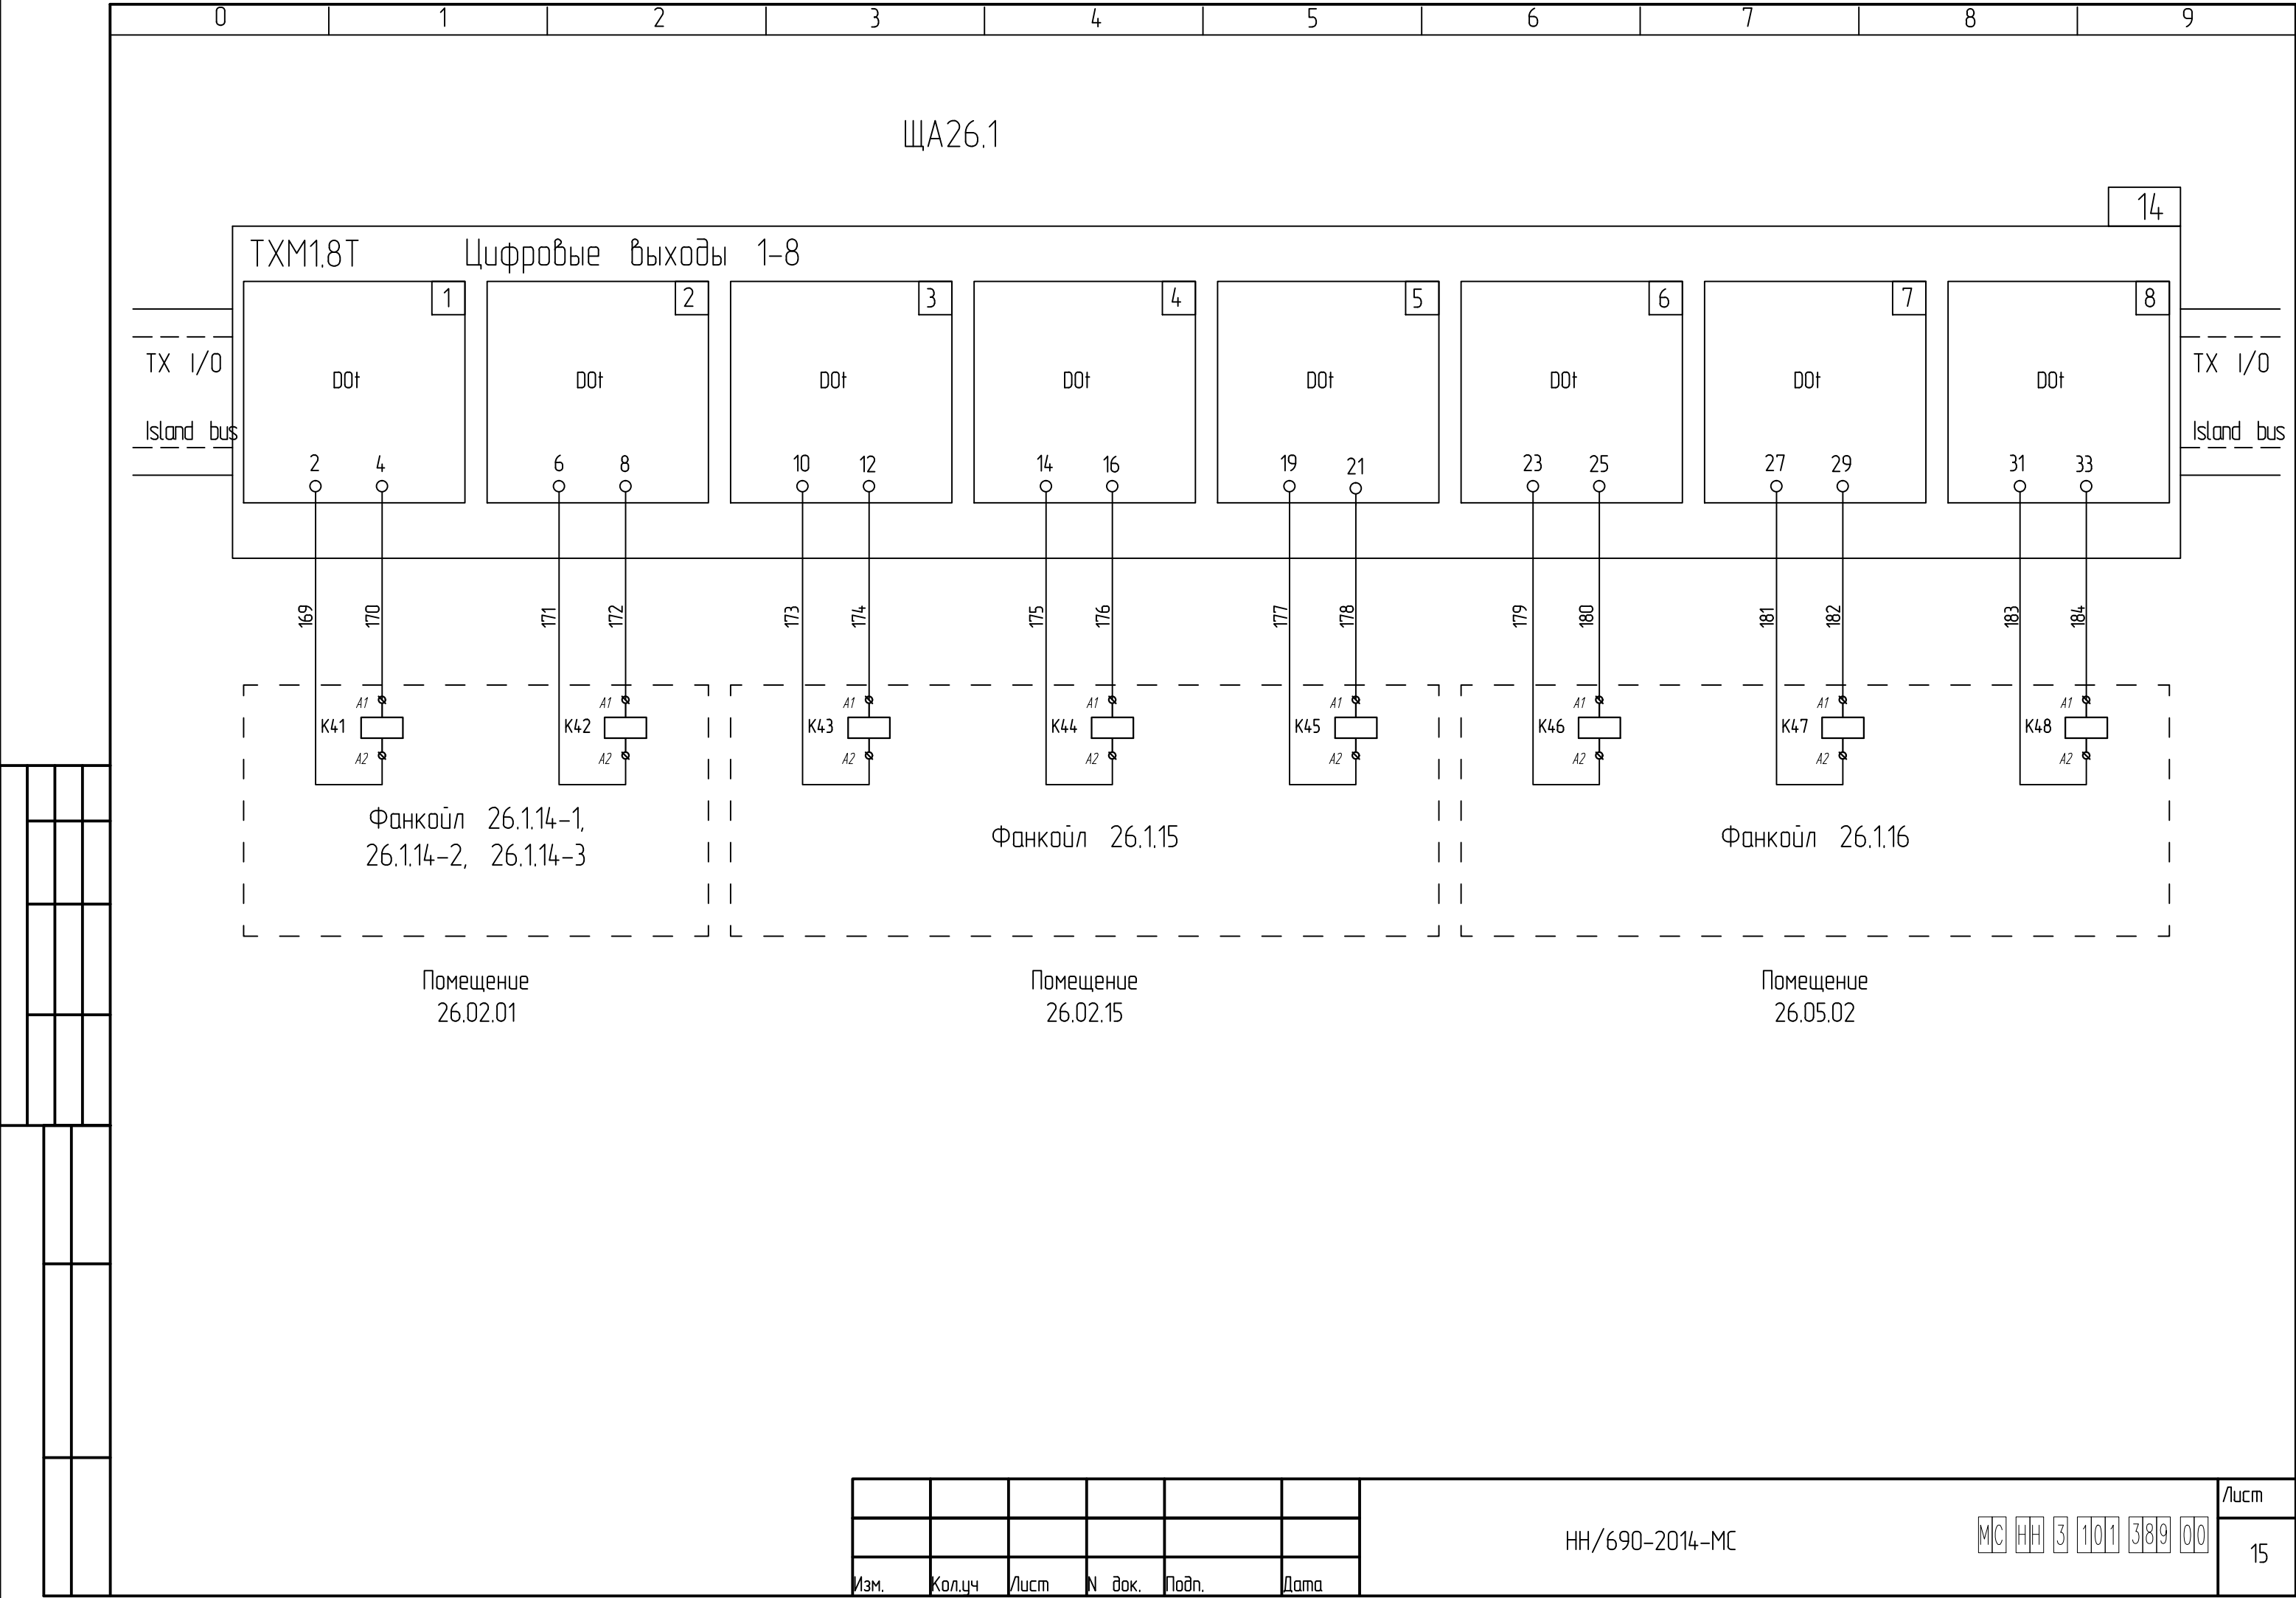 0 1 2 3 4 5 6 7 8 9
ЩА26.1
14
TXM1.8T Цифровые выходы 1-8
1 2 3 4 5 6 7 8
TX I/O DOt DOt DOt DOt DOt DOt DOt DOt TX I/O
Island bus Island bus
2 4 6 8 10 12 14 16 19 21 23 25 27 29 31 33
169 170 171 172 173 174 175 176 177 178 179 180 181 182 183 184
A1 A1 A1 A1 A1 A1 A1 A1
K41 K42 K43 K44 K45 K46 K47 K48
A2 A2 A2 A2 A2 A2 A2 A2
Фанкойл 26.1.14-1,
26.1.14-2, 26.1.14-3
Фанкойл 26.1.15
Фанкойл 26.1.16
Помещение
26.02.01
Помещение
26.02.15
Помещение
26.05.02
Изм. Кол.уч Лист N док. Подп. Дата
НН/690-2014-МС
МС НН 3 101 389 00
Лист
15